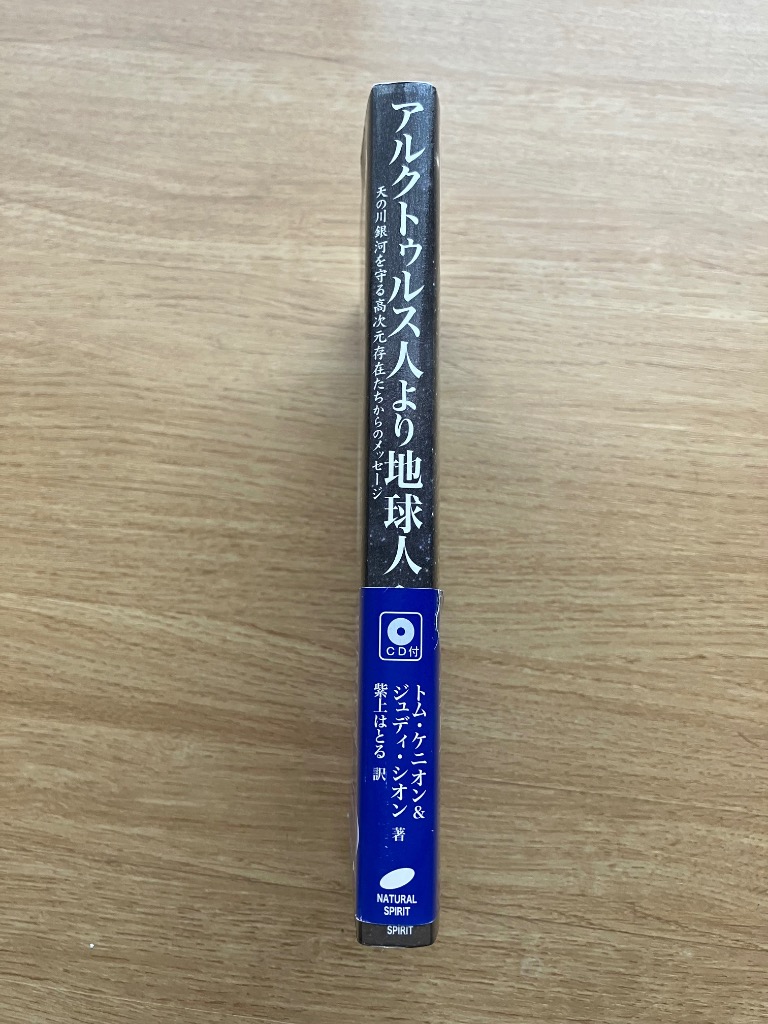 アルクトゥルス人より地球人
天の川銀河を守る高次元存在たちからのメッセージ
CD付
トム・ケニオン&
ジュディ・シオン 著
紫上はとる 訳
NATURAL
SPIRIT
SPIRIT